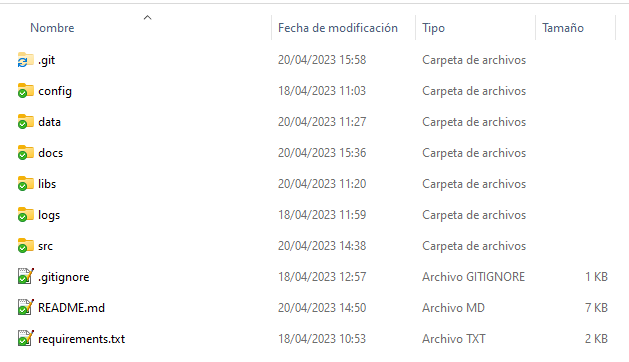 Nombre Fecha de modificación Tipo Tamaño
.git 20/04/2023 15:58 Carpeta de archivos
config 18/04/2023 11:03 Carpeta de archivos
data 20/04/2023 11:27 Carpeta de archivos
docs 20/04/2023 15:36 Carpeta de archivos
libs 20/04/2023 11:20 Carpeta de archivos
logs 18/04/2023 11:59 Carpeta de archivos
src 20/04/2023 14:38 Carpeta de archivos
.gitignore 18/04/2023 12:57 Archivo GITIGNORE 1 KB
README.md 20/04/2023 14:50 Archivo MD 7 KB
requirements.txt 18/04/2023 10:53 Archivo TXT 2 KB